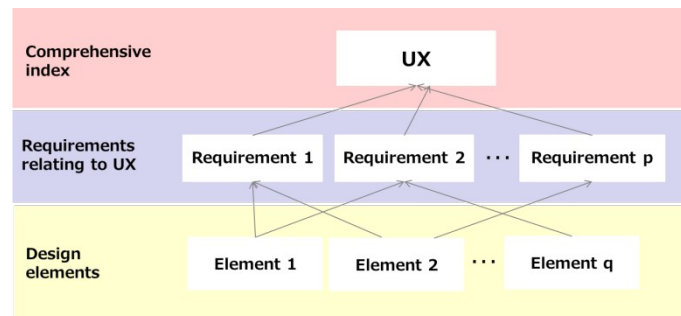 Comprehensive
index
UX
Requirements
relating to UX
Requirement 1
Requirement 2
...
Requirement p
Design
elements
Element 1
Element 2
...
Element q